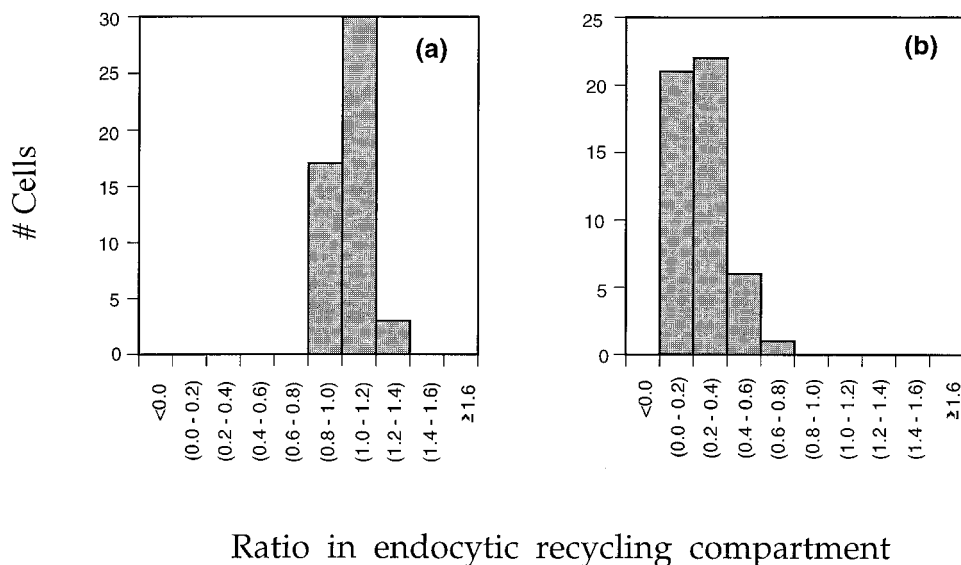 (a)
30
25
20
15
10
5
0
<0.0
(0.0 - 0.2)
(0.2 - 0.4)
(0.4 - 0.6)
(0.6 - 0.8)
(0.8 - 1.0)
(1.0 - 1.2)
(1.2 - 1.4)
(1.4 - 1.6)
≥1.6
(b)
25
20
15
10
5
0
<0.0
(0.0 - 0.2)
(0.2 - 0.4)
(0.4 - 0.6)
(0.6 - 0.8)
(0.8 - 1.0)
(1.0 - 1.2)
(1.2 - 1.4)
(1.4 - 1.6)
≥1.6
# Cells
Ratio in endocytic recycling compartment